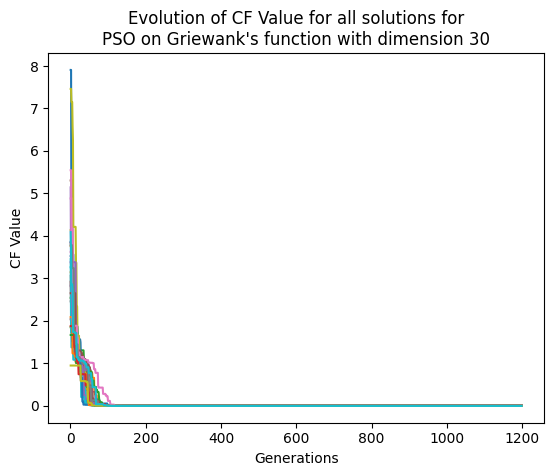 Evolution of CF Value for all solutions for
PSO on Griewank's function with dimension 30
8
7
6
5
4
3
2
1
0
CF Value
0 200 400 600 800 1000 1200
Generations